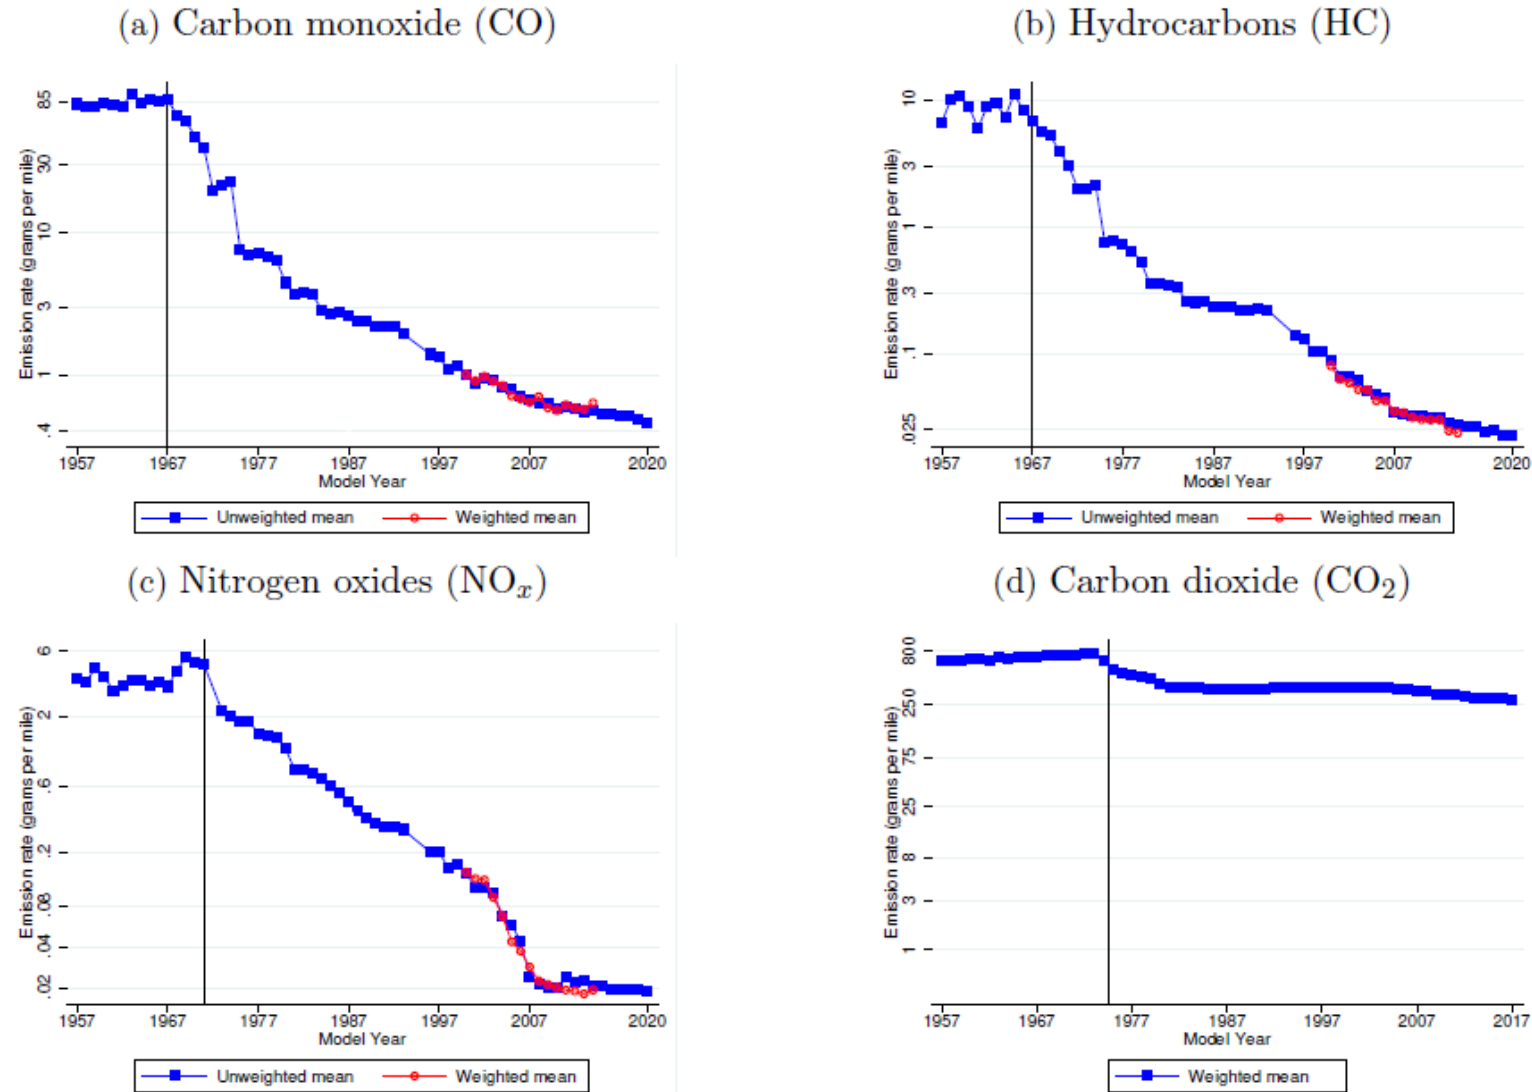 (a) Carbon monoxide (CO)
Emission rate (grams per mile)
85
30
10
3
1
.4
1957 1967 1977 1987 1997 2007 2020
Model Year
Unweighted mean Weighted mean
(b) Hydrocarbons (HC)
Emission rate (grams per mile)
10
3
1
.3
.1
.025
1957 1967 1977 1987 1997 2007 2020
Model Year
Unweighted mean Weighted mean
(c) Nitrogen oxides (NOx)
Emission rate (grams per mile)
6
2
.6
.2
.08
.04
.02
1957 1967 1977 1987 1997 2007 2020
Model Year
Unweighted mean Weighted mean
(d) Carbon dioxide (CO2)
Emission rate (grams per mile)
800
250
75
25
8
3
1
1957 1967 1977 1987 1997 2007 2017
Model Year
Weighted mean